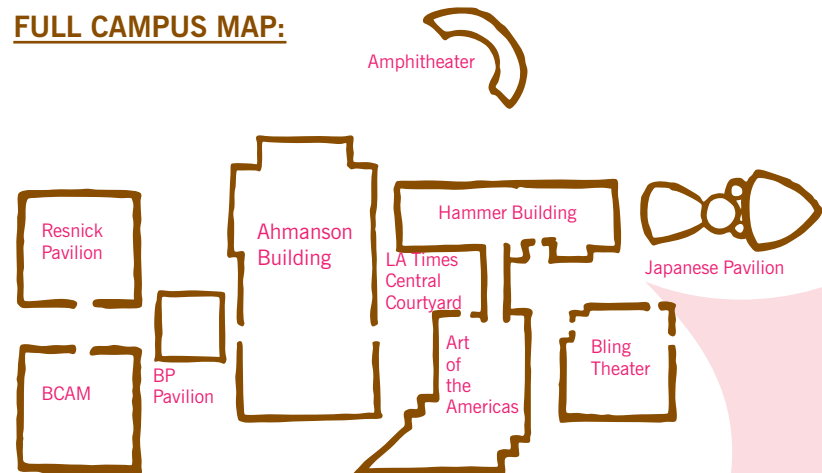 FULL CAMPUS MAP:
Amphitheater
Resnick
Pavilion
Ahmanson
Building
Hammer Building
LA Times
Central
Courtyard
Japanese Pavilion
BCAM
BP
Pavilion
Art
of
the
Americas
Bling
Theater